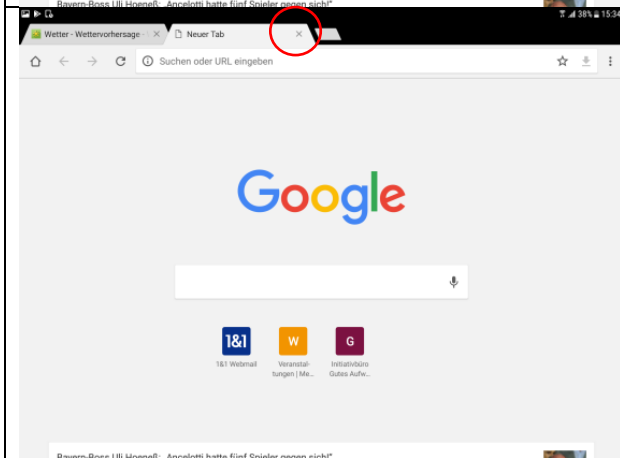 Bayern-Boss Uli Hoeneß: „Ancelotti hatte fünf Spieler gegen sich!"
38% 15:34
Wetter - Wettervorhersage -
Neuer Tab
Suchen oder URL eingeben
Google
1&1 W G
1&1 Webmail Veranstal- Initiativbüro
tungen | Me... Gutes Aufw...
Bayern-Boss Uli Hoeneß: „Ancelotti hatte fünf Spieler gegen sich!"